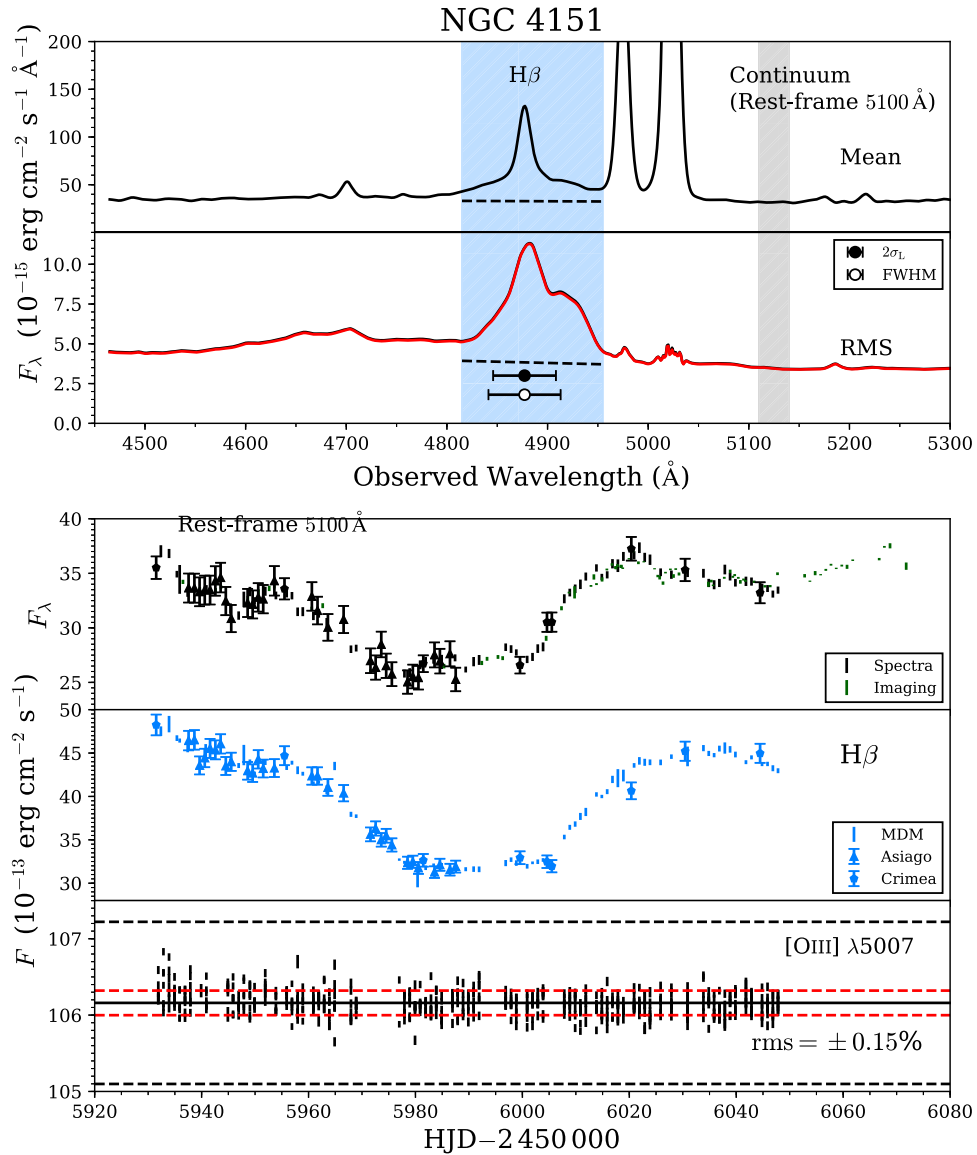 NGC 4151
200
150
100
50
Hβ
Continuum
(Rest-frame 5100 Å)
Mean
10.0
7.5
5.0
2.5
0.0
2σL
FWHM
RMS
Fλ (10−15 erg cm−2 s−1 Å−1)
4500 4600 4700 4800 4900 5000 5100 5200 5300
Observed Wavelength (Å)
40
35
30
25
Rest-frame 5100 Å
Fλ
Spectra
Imaging
50
45
40
35
30
Hβ
MDM
Asiago
Crimea
F (10−13 erg cm−2 s−1)
107
106
105
[OIII] λ5007
rms = ± 0.15%
5920 5940 5960 5980 6000 6020 6040 6060 6080
HJD−2 450 000